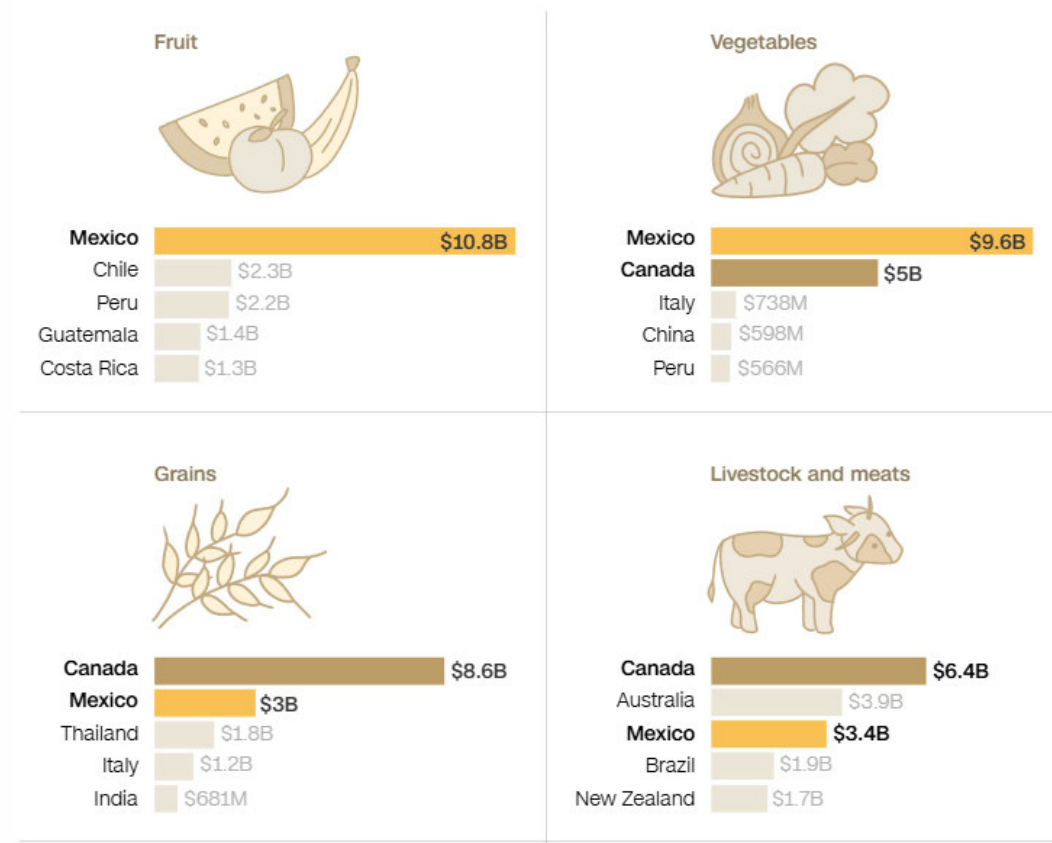 Fruit
Mexico $10.8B
Chile $2.3B
Peru $2.2B
Guatemala $1.4B
Costa Rica $1.3B
Vegetables
Mexico $9.6B
Canada $5B
Italy $738M
China $598M
Peru $566M
Grains
Canada $8.6B
Mexico $3B
Thailand $1.8B
Italy $1.2B
India $681M
Livestock and meats
Canada $6.4B
Australia $3.9B
Mexico $3.4B
Brazil $1.9B
New Zealand $1.7B